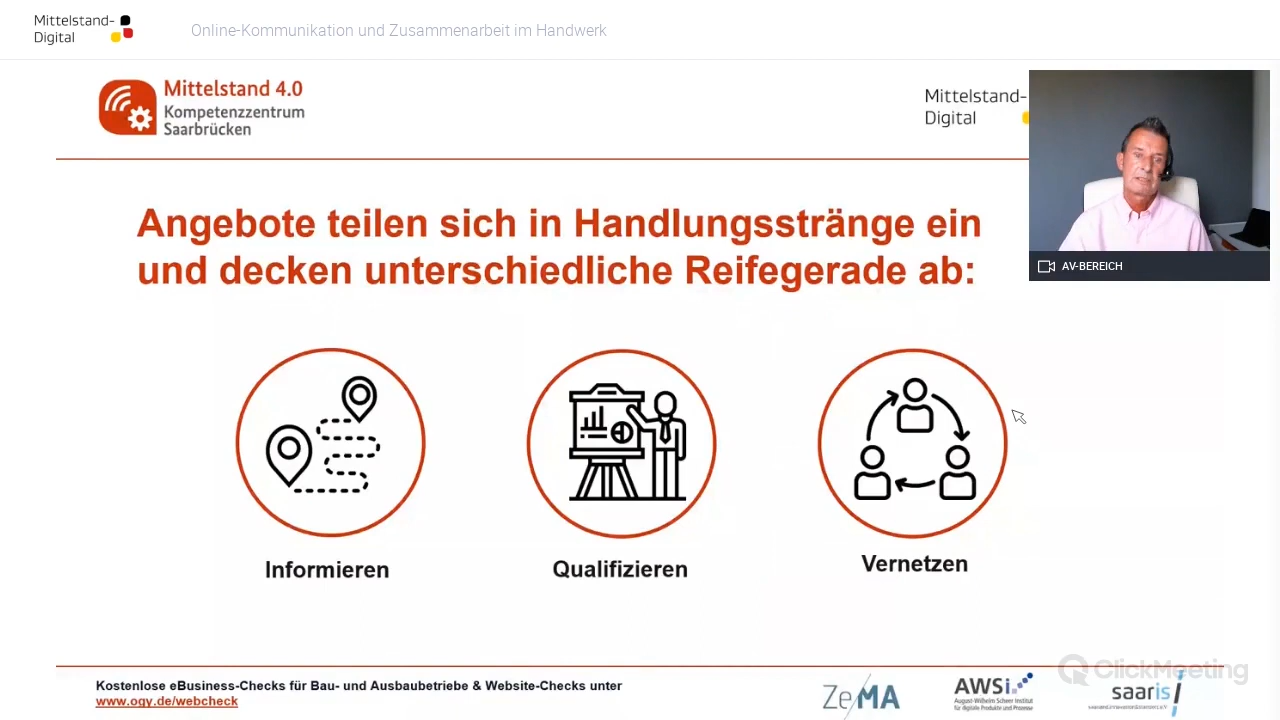 Mittelstand-
Digital
Online-Kommunikation und Zusammenarbeit im Handwerk
Mittelstand 4.0
Kompetenzzentrum
Saarbrücken
Mittelstand-
Digital
AV-BEREICH
Angebote teilen sich in Handlungsstränge ein
und decken unterschiedliche Reifegerade ab:
Informieren
Qualifizieren
Vernetzen
Kostenlose eBusiness-Checks für Bau- und Ausbaubetriebe & Website-Checks unter
www.ogy.de/webcheck
ZeMA
AWSi
August-Wilhelm Scheer Institut
für digitale Produkte und Prozesse
saaris
ClickMeeting